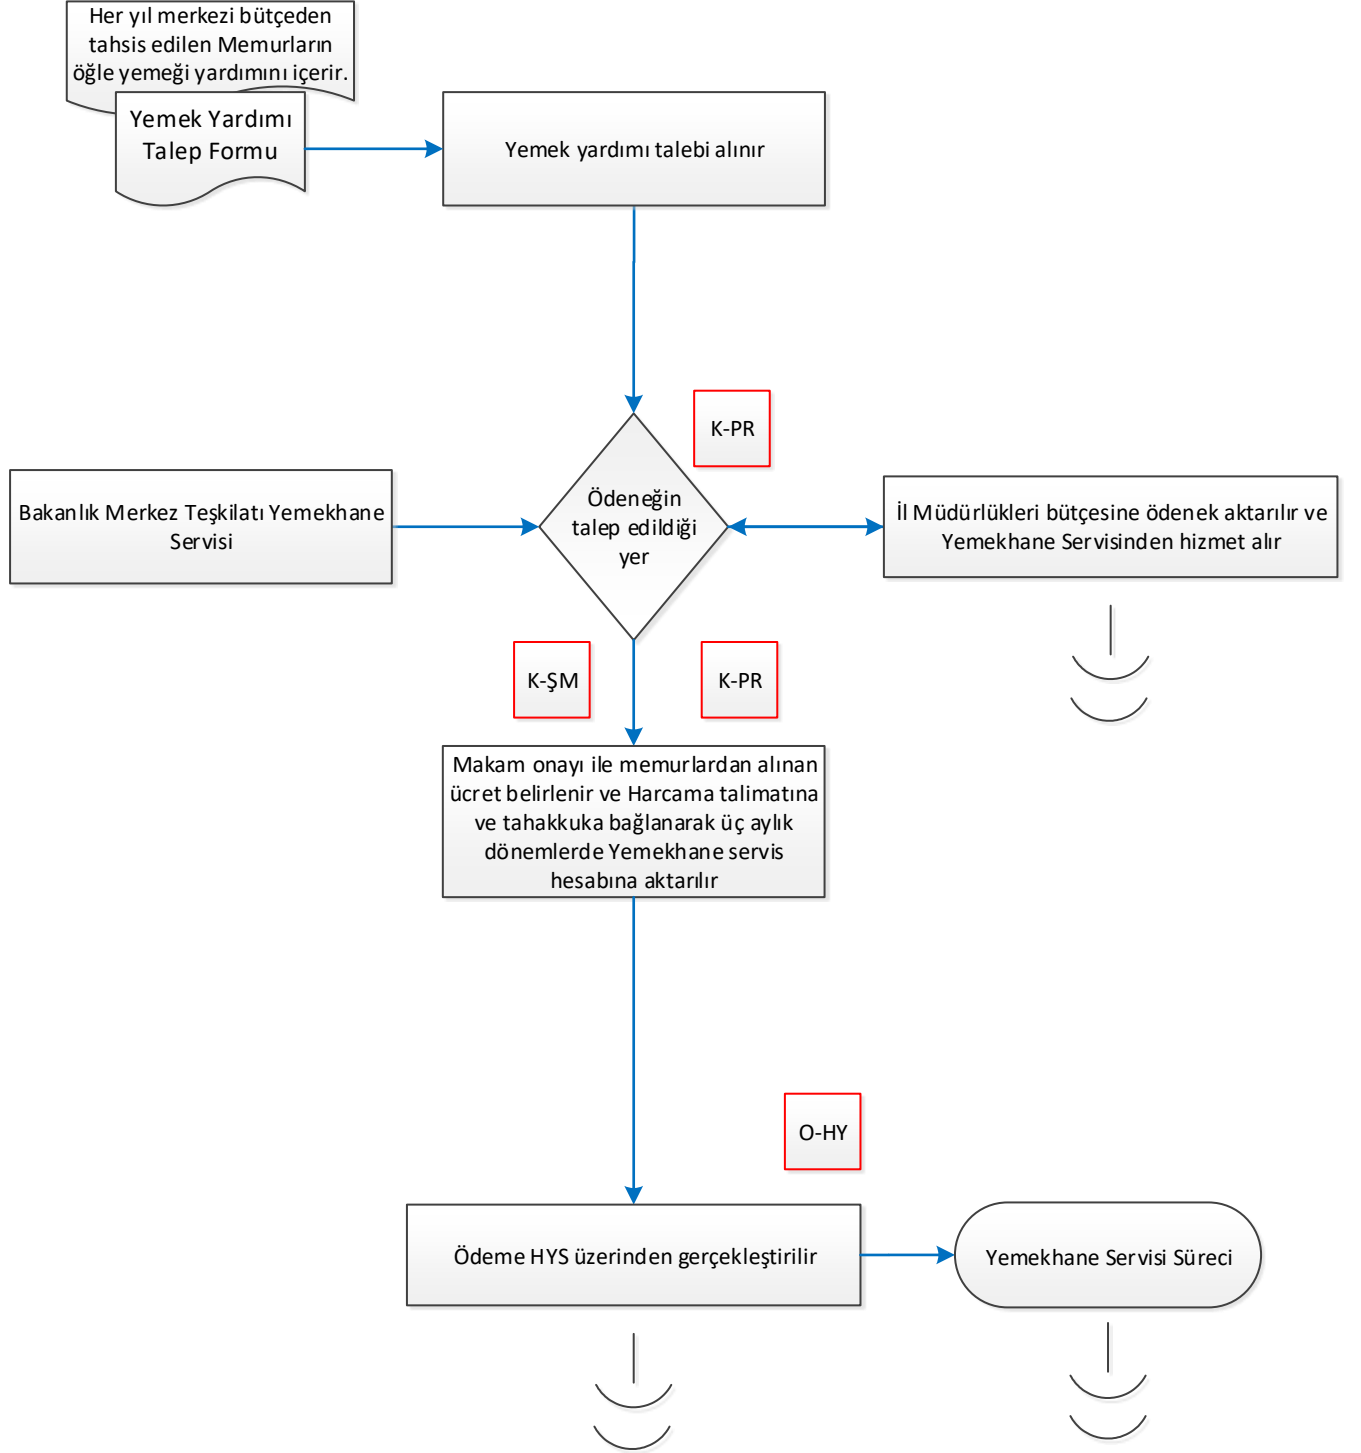 Her yıl merkezi bütçeden
tahsis edilen Memurların
öğle yemeği yardımını içerir.
Yemek Yardımı
Talep Formu
Yemek yardımı talebi alınır
K-PR
Bakanlık Merkez Teşkilatı Yemekhane
Servisi
Ödeneğin
talep edildiği
yer
İl Müdürlükleri bütçesine ödenek aktarılır ve
Yemekhane Servisinden hizmet alır
K-ŞM
K-PR
Makam onayı ile memurlardan alınan
ücret belirlenir ve Harcama talimatına
ve tahakkuka bağlanarak üç aylık
dönemlerde Yemekhane servis
hesabına aktarılır
O-HY
Ödeme HYS üzerinden gerçekleştirilir
Yemekhane Servisi Süreci